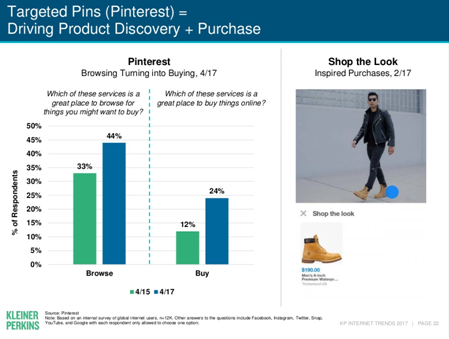 Targeted Pins (Pinterest) =
Driving Product Discovery + Purchase
Pinterest
Browsing Turning into Buying, 4/17
Which of these services is a
great place to browse for
things you might want to buy?
Which of these services is a
great place to buy things online?
% of Respondents
50%
45%
40%
35%
30%
25%
20%
15%
10%
5%
0%
33%
44%
12%
24%
Browse
Buy
4/15
4/17
Shop the Look
Inspired Purchases, 2/17
Shop the look
$190.00
Men's 6-Inch
Premium Waterpr...
KLEINER
PERKINS
Source: Pinterest
Note: Based on an internal survey of global internet users, n=12K. Other answers to the questions include Facebook, Instagram, Twitter, Snap,
YouTube, and Google with each respondent only allowed to choose one option.
KP INTERNET TRENDS 2017 | PAGE 22